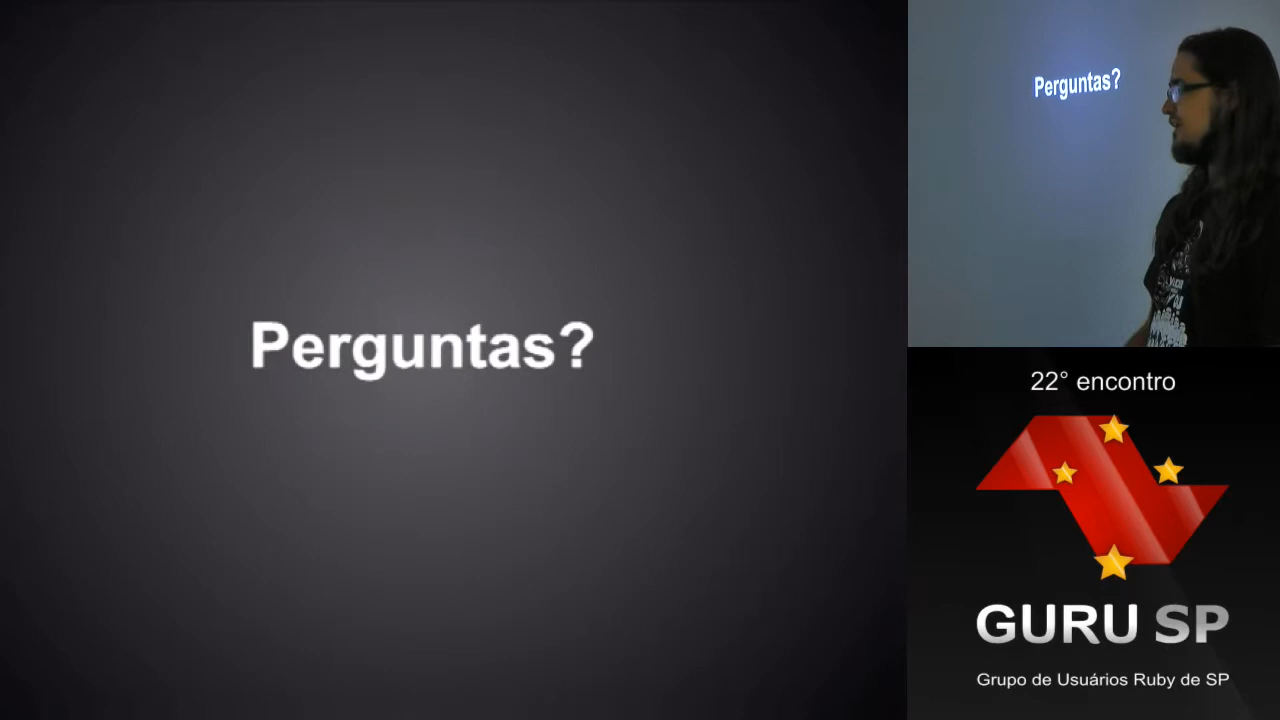 Perguntas?
Perguntas?
22° encontro
GURU SP
Grupo de Usuários Ruby de SP